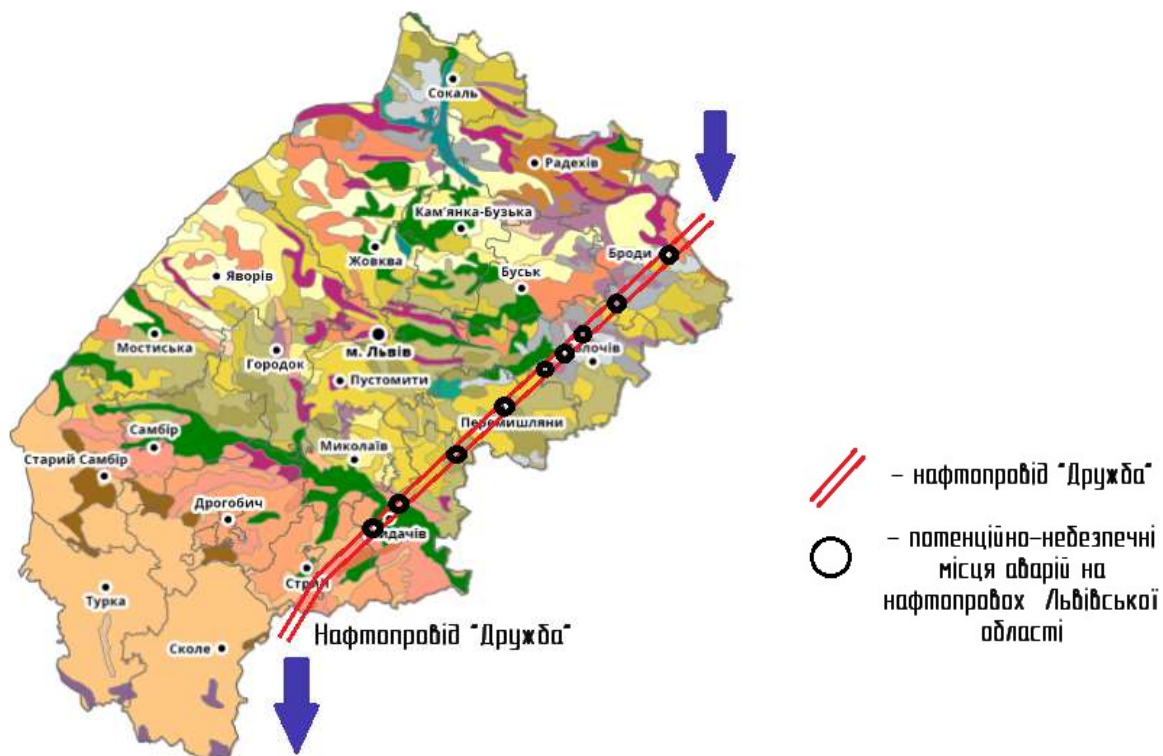 Сокаль
Радехів
Кам'янка-Бузька
Броди
Жовква
Буськ
Яворів
Мостиська
м. Львів
Городок
Пустомити
Перемишляни
Самбір
Миколаїв
Старий Самбір
Дрогобич
Стрий
Турка
Сколе
Нафтопровід "Дружба"
– нафтопровід "Дружба"
– потенційно-небезпечні
місця аварій на
нафтопровох Львівської
області